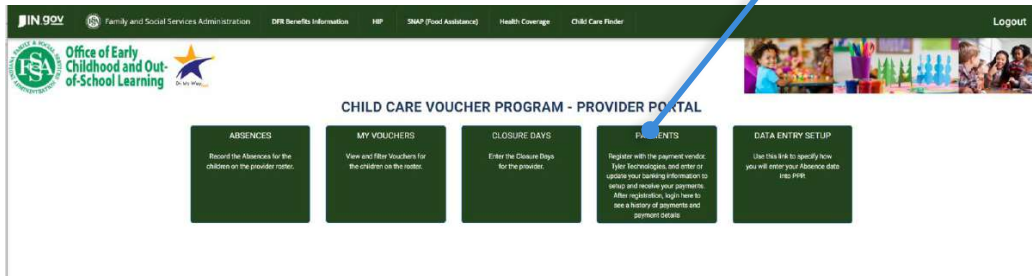 IN.gov
Family and Social Services Administration
DFR Benefits Information
HIP
SNAP (Food Assistance)
Health Coverage
Child Care Finder
Logout
FSSA
Office of Early
Childhood and Out-
of-School Learning
CHILD CARE VOUCHER PROGRAM - PROVIDER PORTAL
ABSENCES
Record the Absences for the
children on the provider roster.
MY VOUCHERS
View and filter Vouchers for
the children on the roster.
CLOSURE DAYS
Enter the Closure Days
for the provider.
PAYMENTS
Register with the payment vendor,
Tyler Technologies, and enter or
update your banking information to
setup and receive your payments.
After registration, login here to
see a history of payments and
payment details
DATA ENTRY SETUP
Use this link to specify how
you will enter your Absence data
into PPR